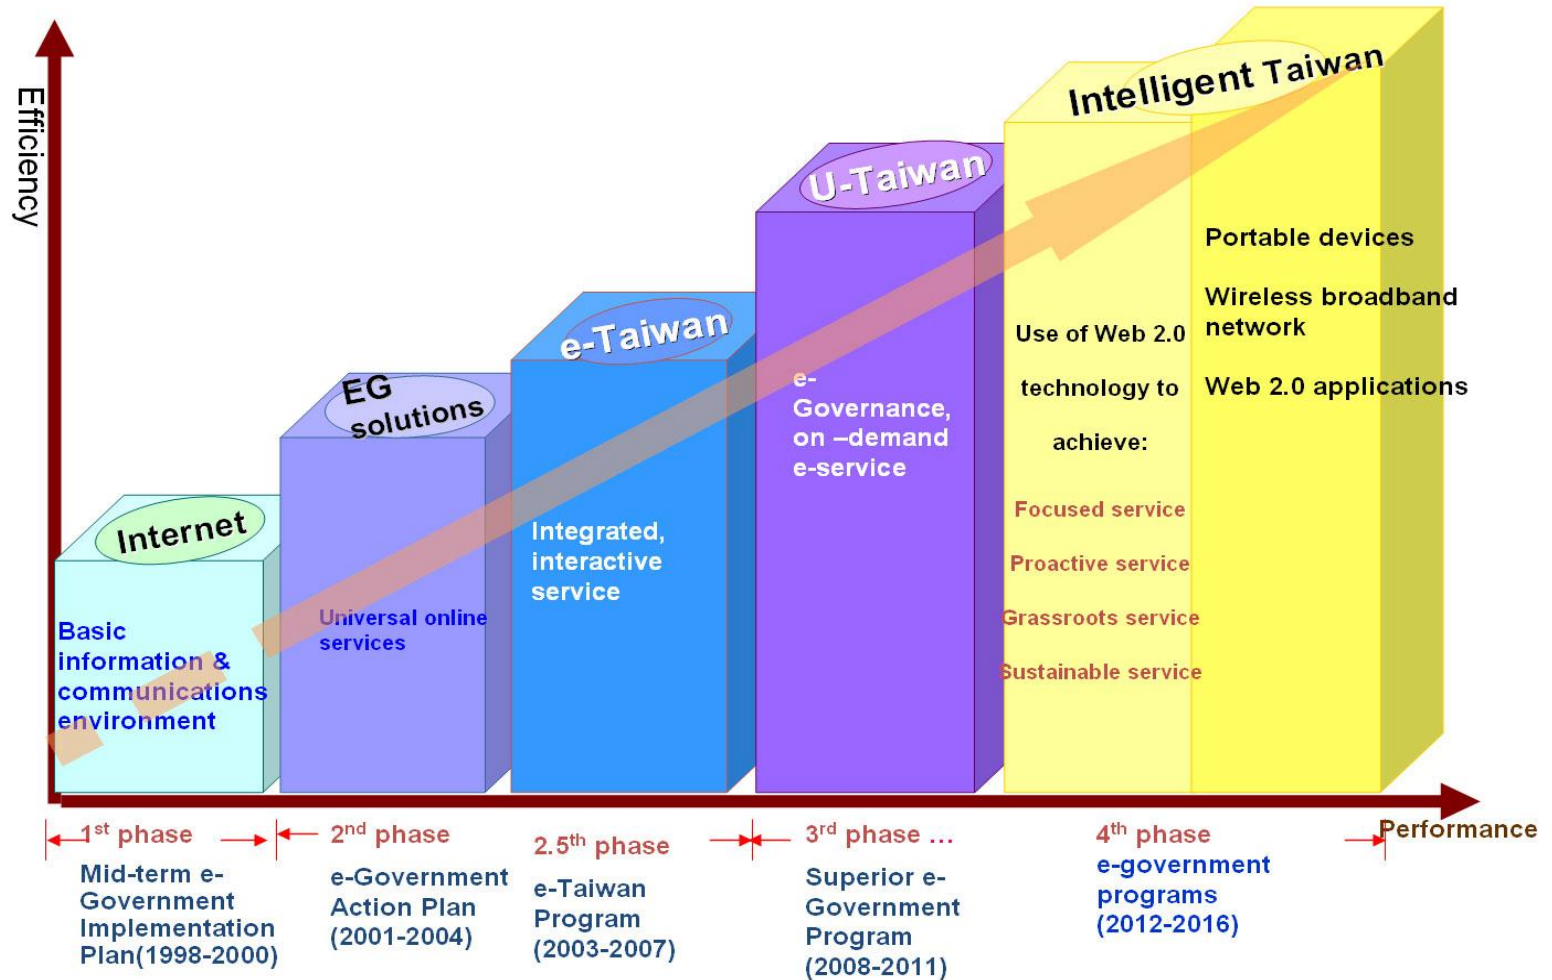 Efficiency
Internet
Basic
information &
communications
environment
EG
solutions
Universal online
services
e-Taiwan
Integrated,
interactive
service
U-Taiwan
e-
Governance,
on –demand
e-service
Intelligent Taiwan
Use of Web 2.0
technology to
achieve:
Focused service
Proactive service
Grassroots service
Sustainable service
Portable devices
Wireless broadband
network
Web 2.0 applications
Performance
1st phase
Mid-term e-
Government
Implementation
Plan(1998-2000)
2nd phase
e-Government
Action Plan
(2001-2004)
2.5th phase
e-Taiwan
Program
(2003-2007)
3rd phase ...
Superior e-
Government
Program
(2008-2011)
4th phase
e-government
programs
(2012-2016)